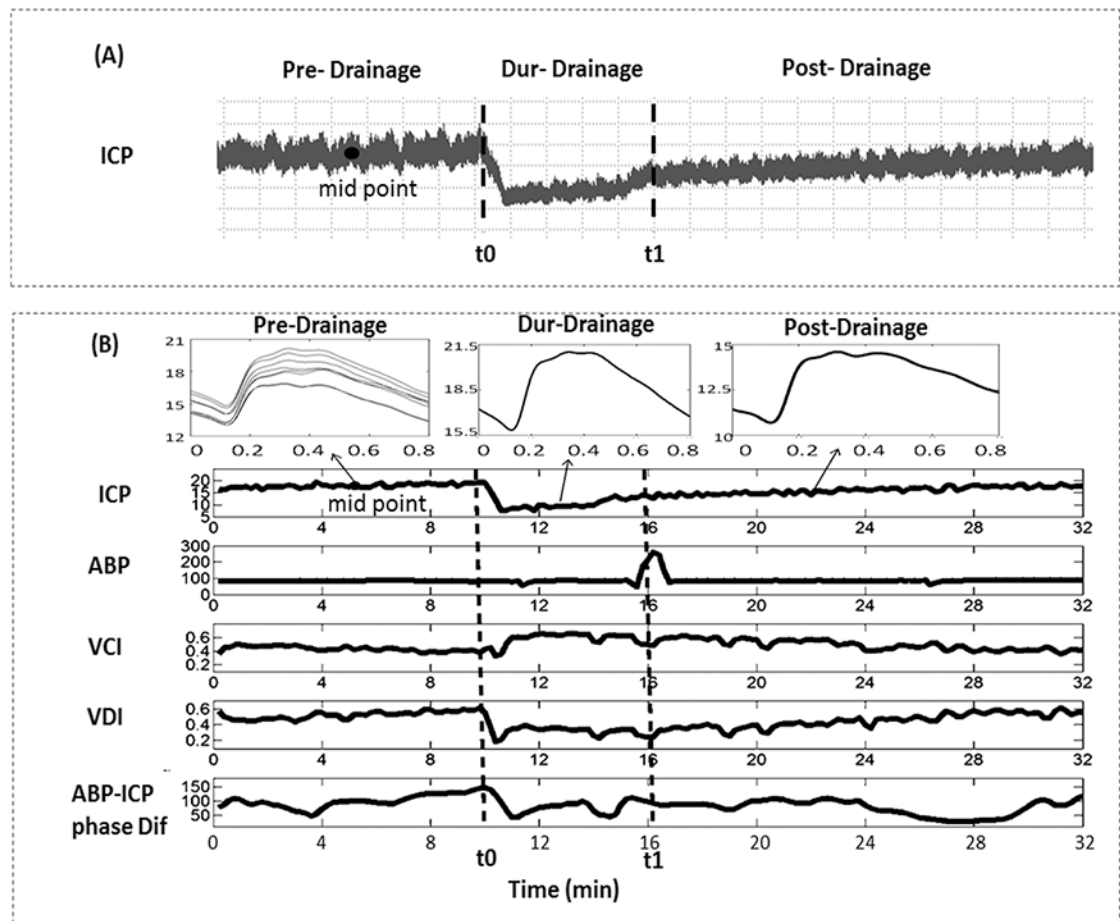 (A)
Pre- Drainage Dur- Drainage Post- Drainage
ICP
mid point
t0 t1
(B)
Pre-Drainage Dur-Drainage Post-Drainage
21
18
15
12
0 0.2 0.4 0.6 0.8
21.5
18.5
15.5
0 0.2 0.4 0.6 0.8
15
12.5
10
0 0.2 0.4 0.6 0.8
ICP
20
15
10
5
mid point
0 4 8 12 16 20 24 28 32
ABP
300
200
100
0
0 4 8 12 16 20 24 28 32
VCI
0.6
0.4
0.2
0 4 8 12 16 20 24 28 32
VDI
0.6
0.4
0.2
0 4 8 12 16 20 24 28 32
ABP-ICP
phase Dif
150
100
50
0 4 8 12 16 20 24 28 32
t0 t1
Time (min)